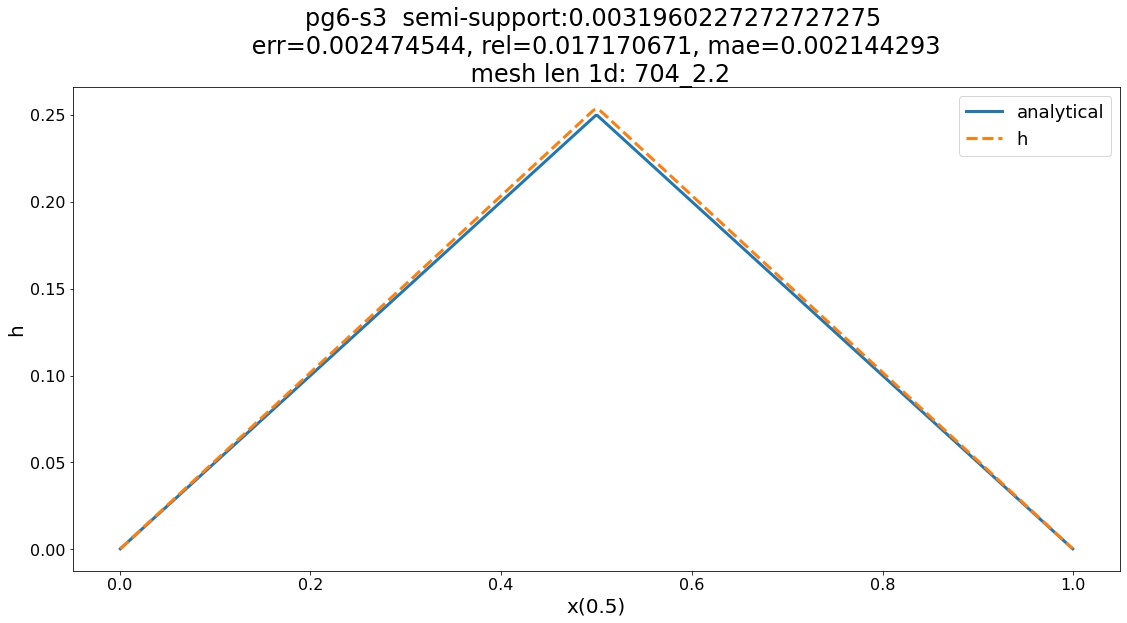 pg6-s3  semi-support:0.0031960227272727275
err=0.002474544, rel=0.017170671, mae=0.002144293
mesh len 1d: 704_2.2
analytical
h
0.25
0.20
0.15
0.10
0.05
0.00
h
0.0 0.2 0.4 0.6 0.8 1.0
x(0.5)